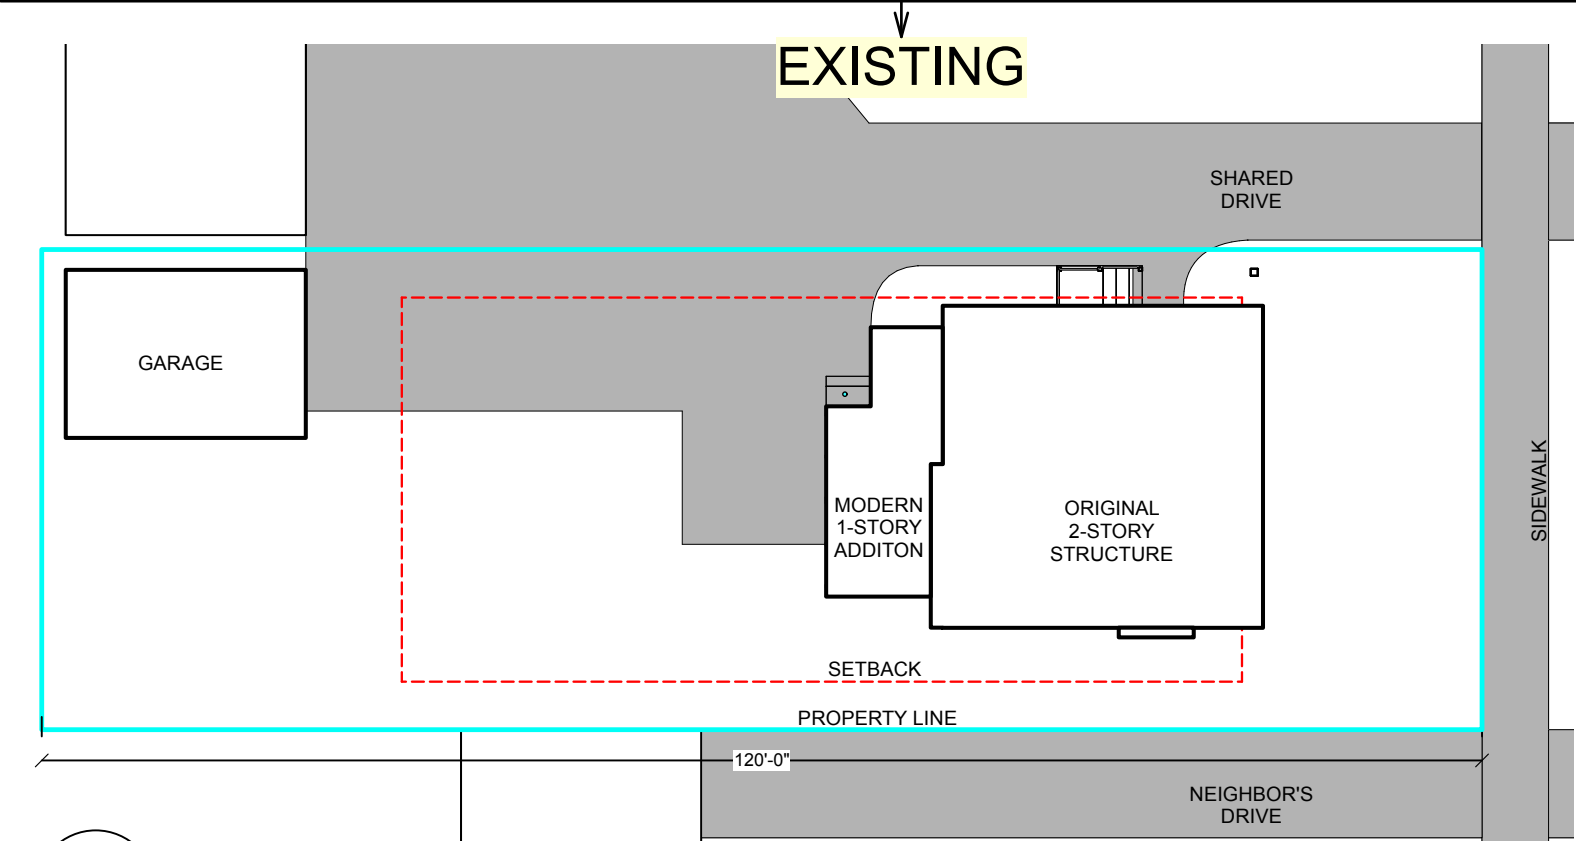 EXISTING
SHARED
DRIVE
GARAGE
MODERN
1-STORY
ADDITON
ORIGINAL
2-STORY
STRUCTURE
SIDEWALK
SETBACK
PROPERTY LINE
120'-0"
NEIGHBOR'S
DRIVE